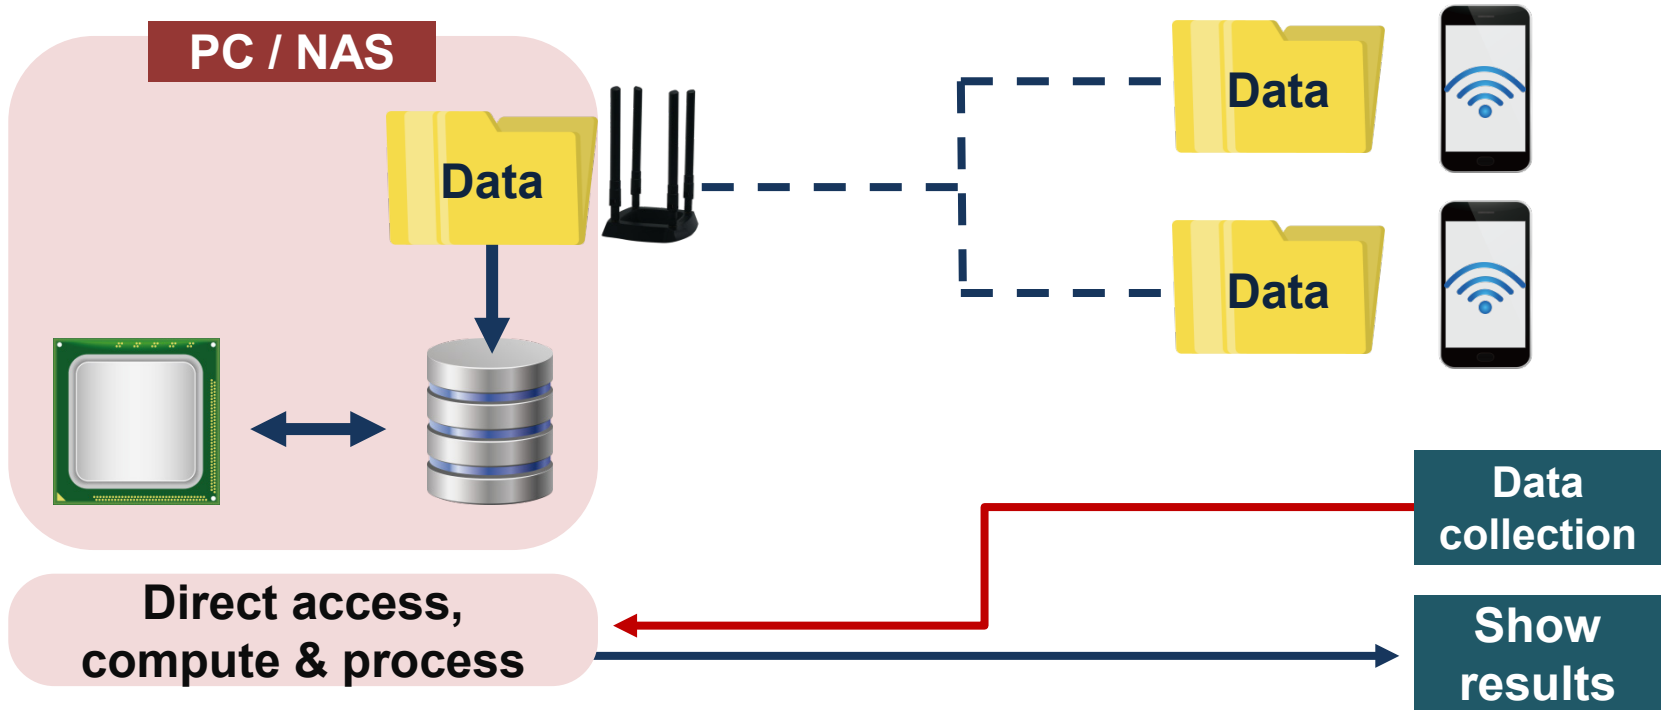 PC / NAS
Data
Data
Data
Data
collection
Direct access,
compute & process
Show
results